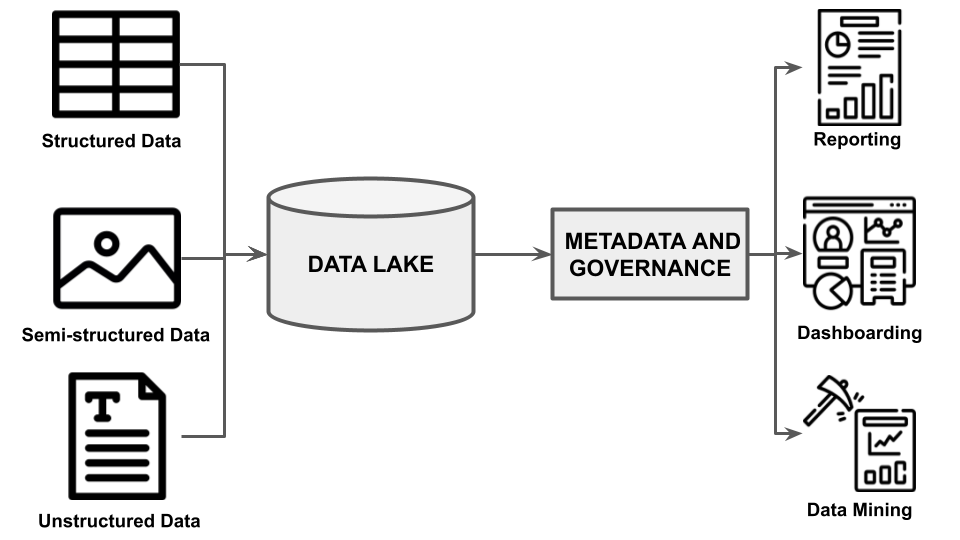 Structured Data
Semi-structured Data
T
Unstructured Data
DATA LAKE
METADATA AND
GOVERNANCE
Reporting
Dashboarding
Data Mining